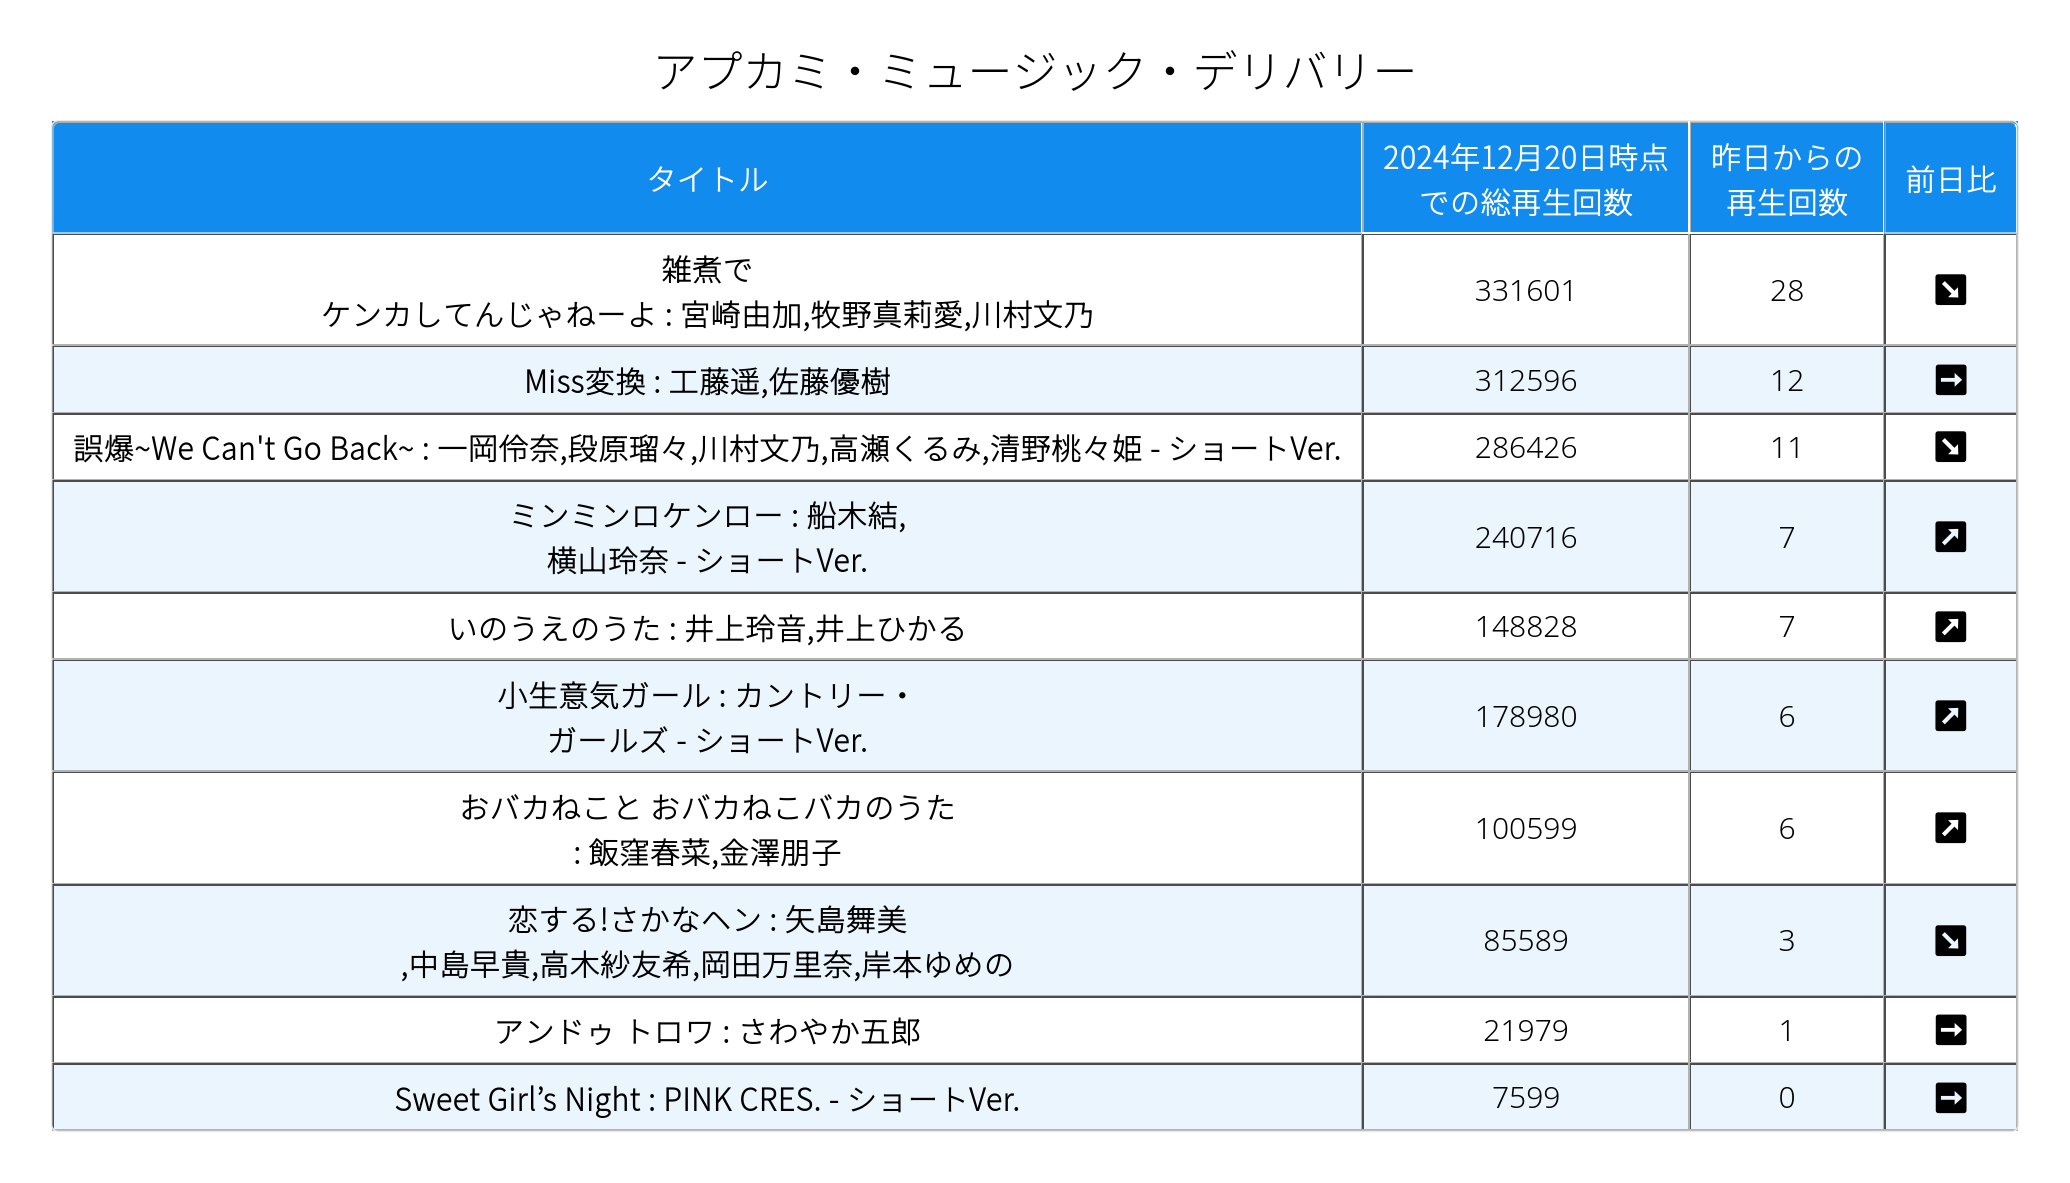 アプカミ・ミュージック・デリバリー
タイトル
2024年12月20日時点
での総再生回数
昨日からの
再生回数
前日比
雑煮で
ケンカしてんじゃねーよ : 宮崎由加,牧野真莉愛,川村文乃
331601
28
Miss変換 : 工藤遥,佐藤優樹
312596
12
誤爆~We Can't Go Back~ : 一岡伶奈,段原瑠々,川村文乃,高瀬くるみ,清野桃々姫 - ショートVer.
286426
11
ミンミンロケンロー : 船木結,
横山玲奈 - ショートVer.
240716
7
いのうえのうた : 井上玲音,井上ひかる
148828
7
小生意気ガール : カントリー・
ガールズ - ショートVer.
178980
6
おバカねこと おバカねこバカのうた
: 飯窪春菜,金澤朋子
100599
6
恋する!さかなヘン : 矢島舞美
,中島早貴,高木紗友希,岡田万里奈,岸本ゆめの
85589
3
アンドゥ トロワ : さわやか五郎
21979
1
Sweet Girl’s Night : PINK CRES. - ショートVer.
7599
0